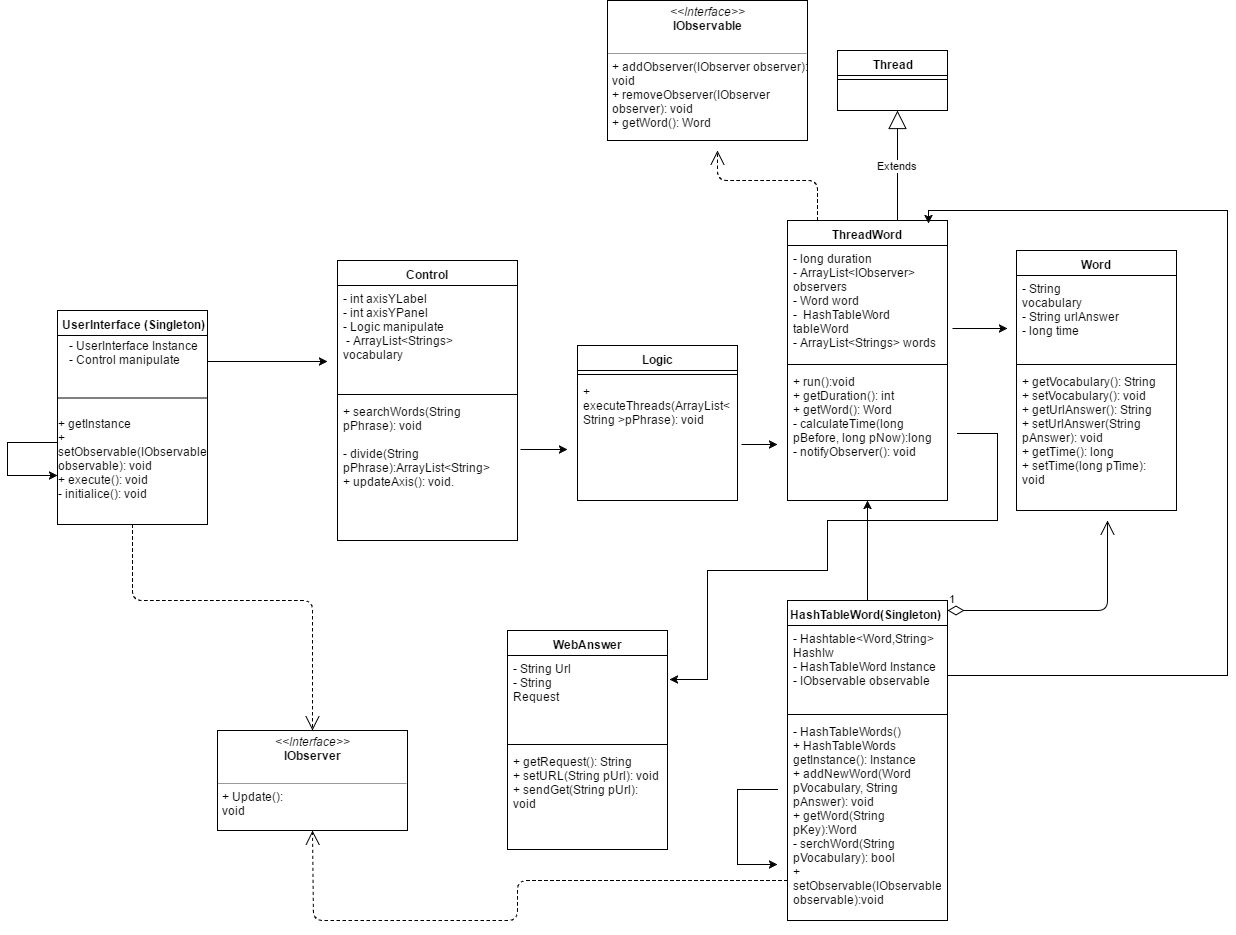 <<Interface>>
IObservable
+ addObserver(IObserver observer):
void
+ removeObserver(IObserver
observer): void
+ getWord(): Word
Thread
Extends
ThreadWord
- long duration
- ArrayList<IObserver>
observers
- Word word
- HashTableWord
tableWord
- ArrayList<Strings> words
+ run():void
+ getDuration(): int
+ getWord(): Word
- calculateTime(long
pBefore, long pNow):long
- notifyObserver(): void
Word
- String
vocabulary
- String urlAnswer
- long time
+ getVocabulary(): String
+ setVocabulary(): void
+ getUrlAnswer(): String
+ setUrlAnswer(String
pAnswer): void
+ getTime(): long
+ setTime(long pTime):
void
Control
- int axisYLabel
- int axisYPanel
- Logic manipulate
- ArrayList<Strings>
vocabulary
+ searchWords(String
pPhrase): void
- divide(String
pPhrase):ArrayList<String>
+ updateAxis(): void.
UserInterface (Singleton)
- UserInterface Instance
- Control manipulate
+ getInstance
+
setObservable(IObservable
observable): void
+ execute(): void
- initialice(): void
Logic
+
executeThreads(ArrayList<
String >pPhrase): void
HashTableWord(Singleton)
1
- Hashtable<Word,String>
HashIw
- HashTableWord Instance
- IObservable observable
- HashTableWords()
+ HashTableWords
getInstance(): Instance
+ addNewWord(Word
pVocabulary, String
pAnswer): void
+ getWord(String
pKey):Word
- serchWord(String
pVocabulary): bool
+
setObservable(IObservable
observable):void
WebAnswer
- String Url
- String
Request
+ getRequest(): String
+ setURL(String pUrl): void
+ sendGet(String pUrl):
void
<<Interface>>
IObserver
+ Update():
void